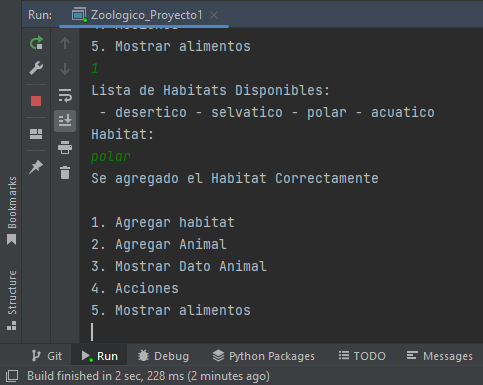 Run: Zoologico_Proyecto1 ×
5. Mostrar alimentos
1
Lista de Habitats Disponibles:
- desertico - selvatico - polar - acuatico
Habitat:
polar
Se agregado el Habitat Correctamente
1. Agregar habitat
2. Agregar Animal
3. Mostrar Dato Animal
4. Acciones
5. Mostrar alimentos
Bookmarks
Structure
Git Run Debug Python Packages TODO Messages
Build finished in 2 sec, 228 ms (2 minutes ago)